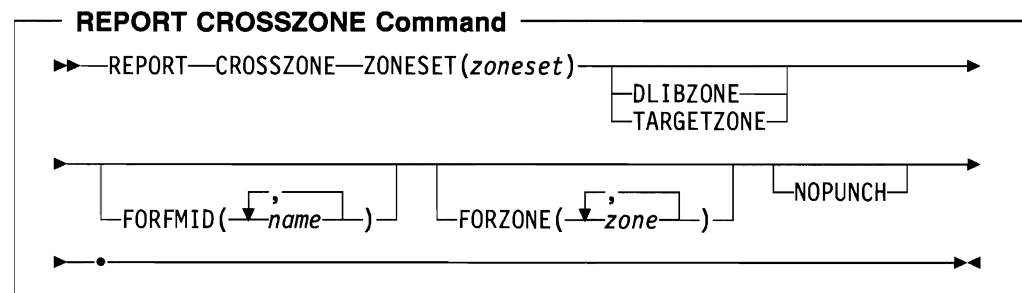 REPORT CROSSZONE Command
REPORT CROSSZONE ZONESET(zoneset)
DLIBZONE
TARGETZONE
,
FORFMID( name )
,
FORZONE( zone )
NOPUNCH